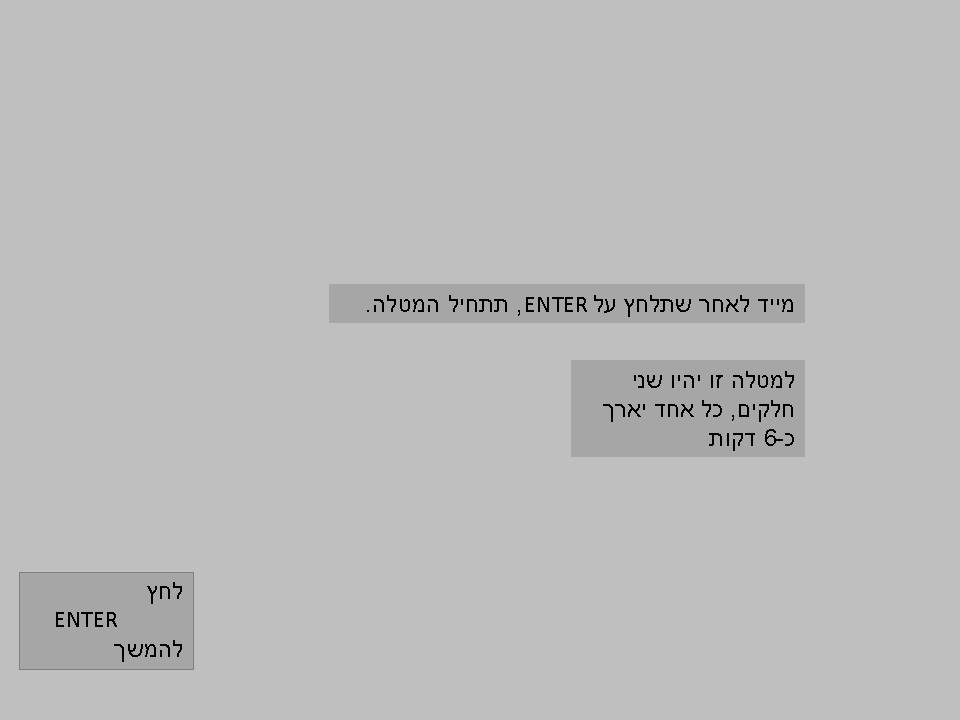 מייד לאחר שתלחץ על ENTER, תתחיל המטלה.
למטלה זו יהיו שני
חלקים, כל אחד יארך
כ-6 דקות
לחץ
ENTER
להמשך